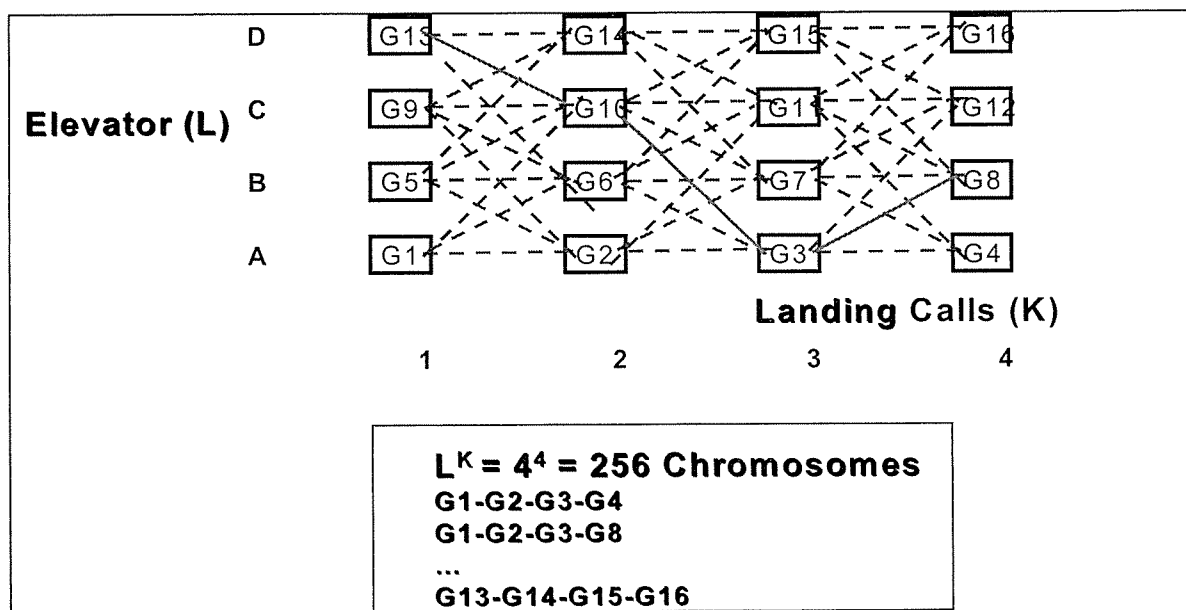 D G13 G14 G15 G16
Elevator (L) C G9 G10 G1 G12
B G5 G6 G7 G8
A G1 G2 G3 G4
Landing Calls (K)
1 2 3 4
L^K = 4^4 = 256 Chromosomes
G1-G2-G3-G4
G1-G2-G3-G8
...
G13-G14-G15-G16